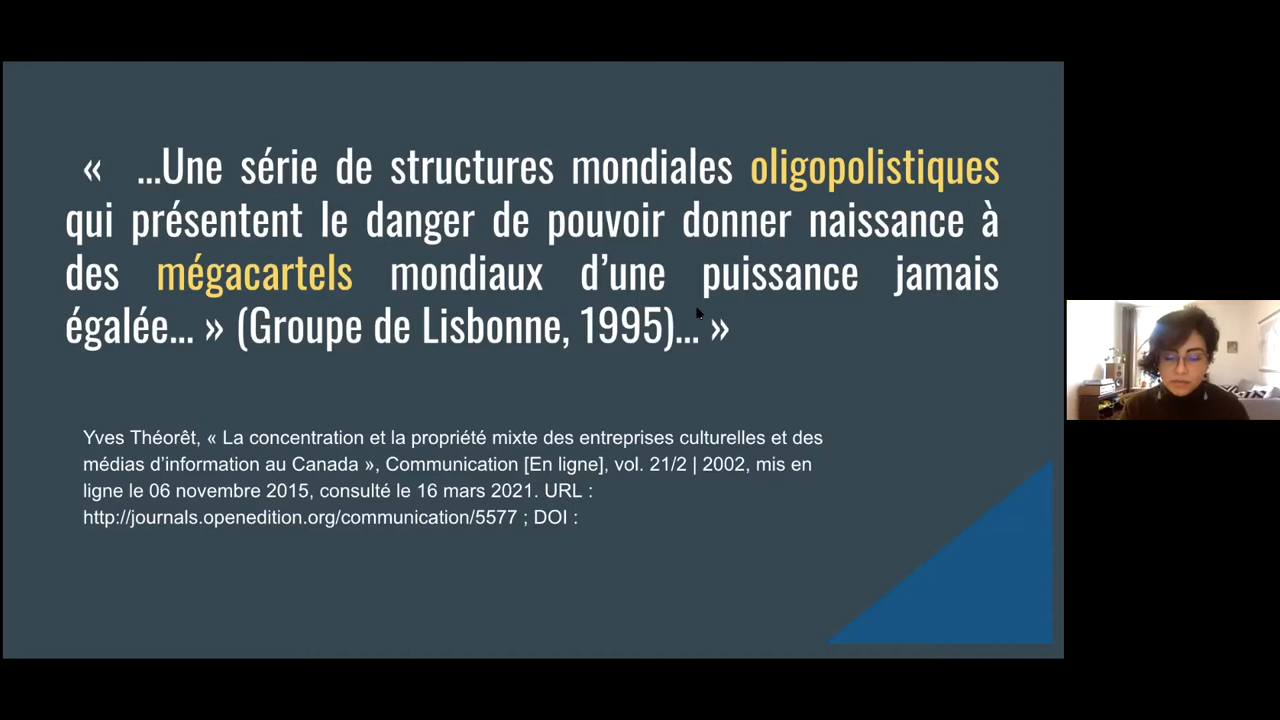 « ...Une série de structures mondiales oligopolistiques
qui présentent le danger de pouvoir donner naissance à
des mégacartels mondiaux d’une puissance jamais
égalée... » (Groupe de Lisbonne, 1995)... »
Yves Théorêt, « La concentration et la propriété mixte des entreprises culturelles et des
médias d’information au Canada », Communication [En ligne], vol. 21/2 | 2002, mis en
ligne le 06 novembre 2015, consulté le 16 mars 2021. URL :
http://journals.openedition.org/communication/5577 ; DOI :